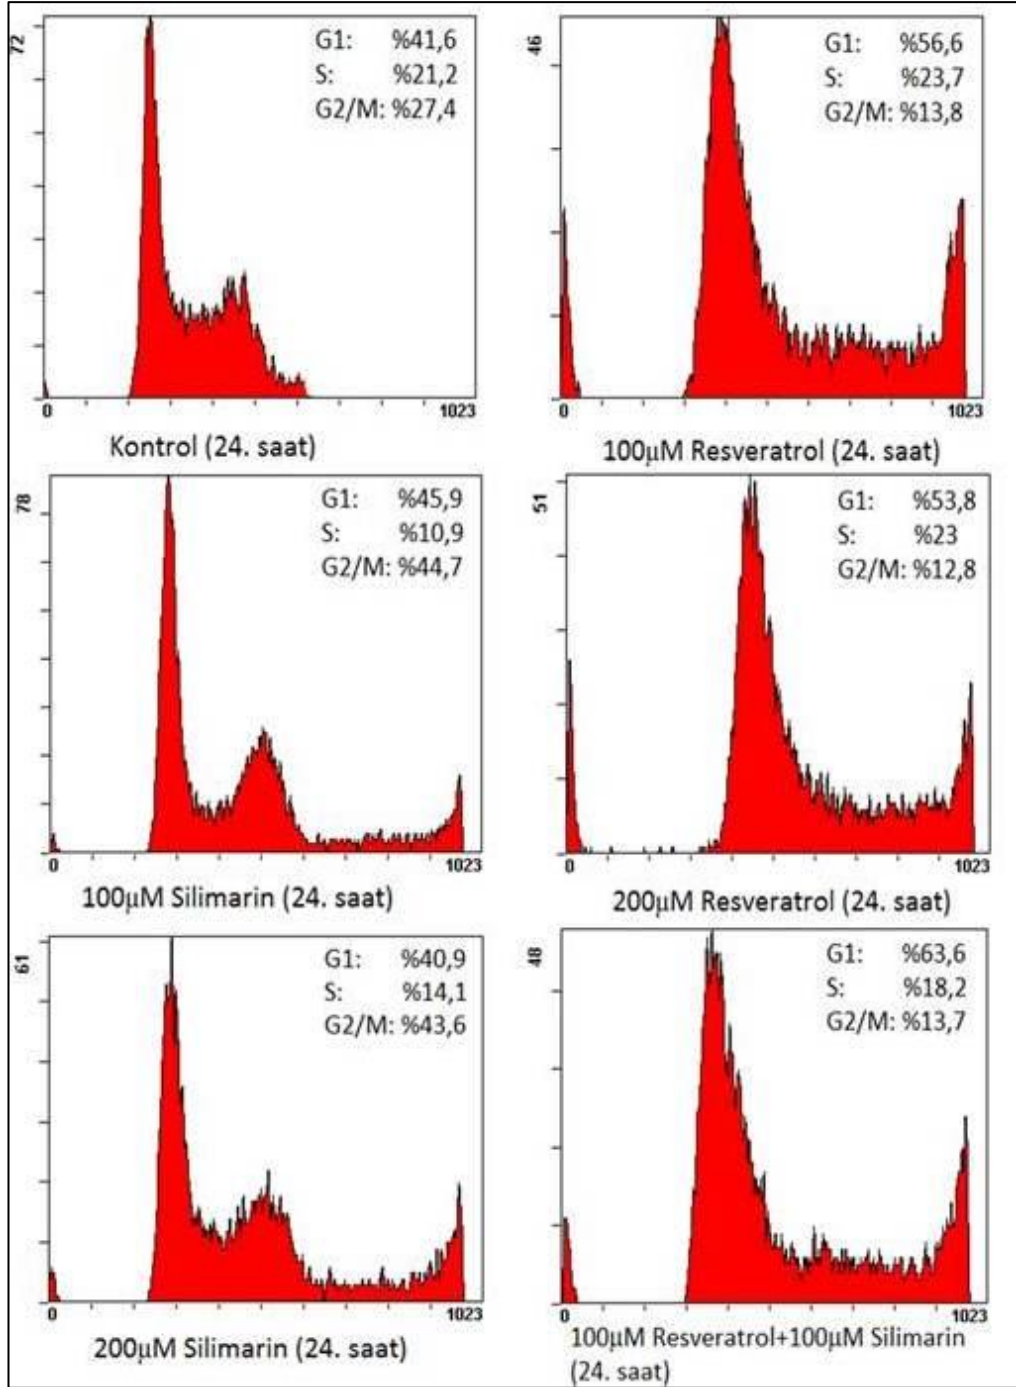 72
G1: %41,6
S: %21,2
G2/M: %27,4
0 1023
Kontrol (24. saat)
46
G1: %56,6
S: %23,7
G2/M: %13,8
0 1023
100µM Resveratrol (24. saat)
78
G1: %45,9
S: %10,9
G2/M: %44,7
0 1023
100µM Silimarin (24. saat)
51
G1: %53,8
S: %23
G2/M: %12,8
0 1023
200µM Resveratrol (24. saat)
61
G1: %40,9
S: %14,1
G2/M: %43,6
0 1023
200µM Silimarin (24. saat)
48
G1: %63,6
S: %18,2
G2/M: %13,7
0 1023
100µM Resveratrol+100µM Silimarin
(24. saat)